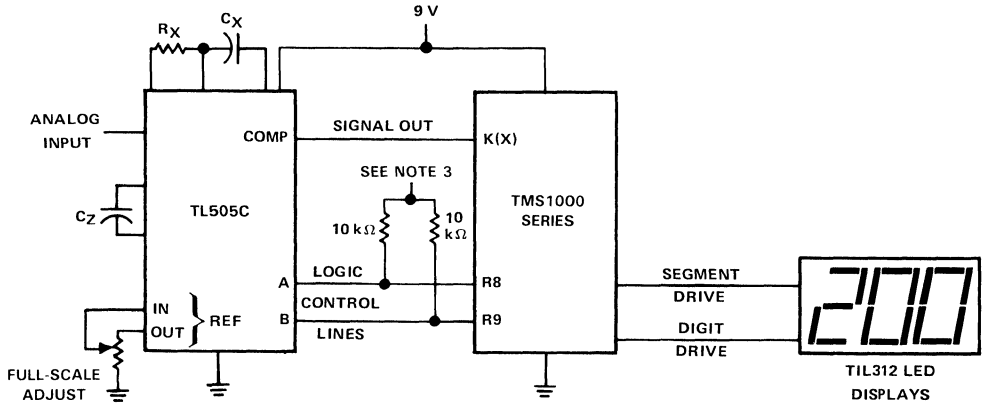 9 V
RX
CX
ANALOG
INPUT
COMP
SIGNAL OUT
K(X)
SEE NOTE 3
CZ
TL505C
TMS1000
SERIES
10 kΩ
10
kΩ
A
LOGIC
R8
CONTROL
B
LINES
R9
IN
OUT
REF
FULL-SCALE
ADJUST
SEGMENT
DRIVE
DIGIT
DRIVE
200
TIL312 LED
DISPLAYS